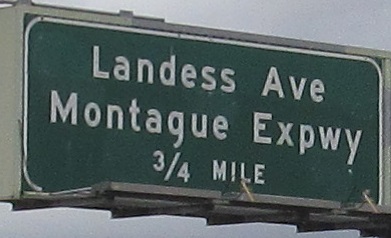 Landess Ave
Montague Expwy
3/4 MILE